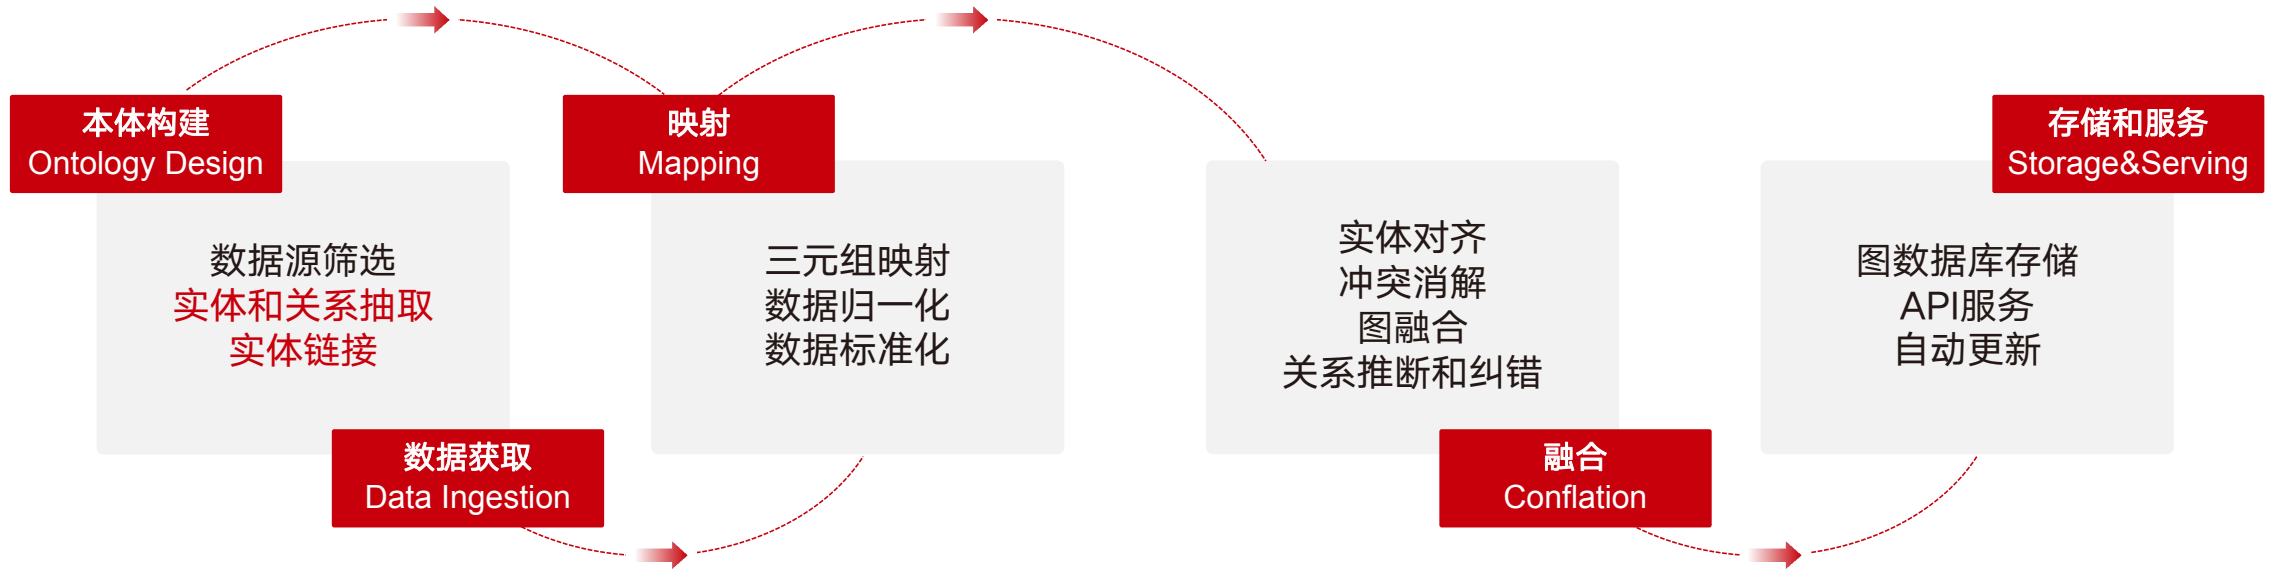 本体构建
Ontology Design
数据源筛选
实体和关系抽取
实体链接
数据获取
Data Ingestion
映射
Mapping
三元组映射
数据归一化
数据标准化
实体对齐
冲突消解
图融合
关系推断和纠错
融合
Conflation
存储和服务
Storage&Serving
图数据库存储
API服务
自动更新